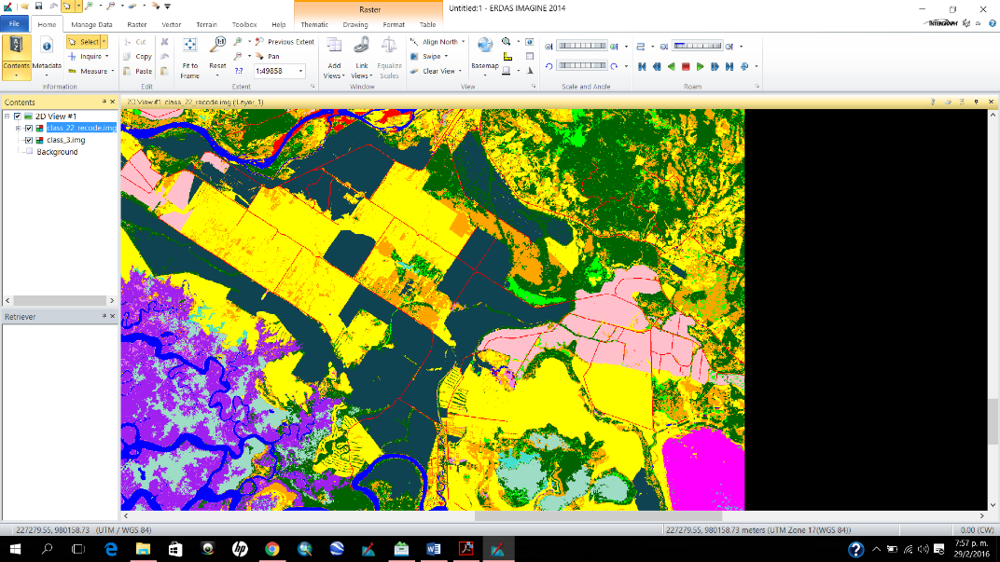 Raster
Untitled:1 - ERDAS IMAGINE 2014
File
Home
Manage Data
Raster
Vector
Terrain
Toolbox
Help
Thematic
Drawing
Format
Table
INTERGRAPH
Contents
Metadata
Select
Inquire
Measure
Information
Cut
Copy
Paste
Edit
Fit to Frame
1:1
Reset
?:?
Previous Extent
Pan
1:49858
Extent
Add Views
Link Views
Equalize Scales
Window
Align North
Swipe
Clear View
Basemap
View
Scale and Angle
Roam
Contents
2D View #1
class_22_recode.img
class_3.img
Background
Retriever
2D View #1: class_22_recode.img (:Layer_1)
227279.55, 980158.73 (UTM / WGS 84)
227279.55, 980158.73 meters (UTM Zone 17(WGS 84))
0.00 (CW)
7:57 p. m.
29/2/2016